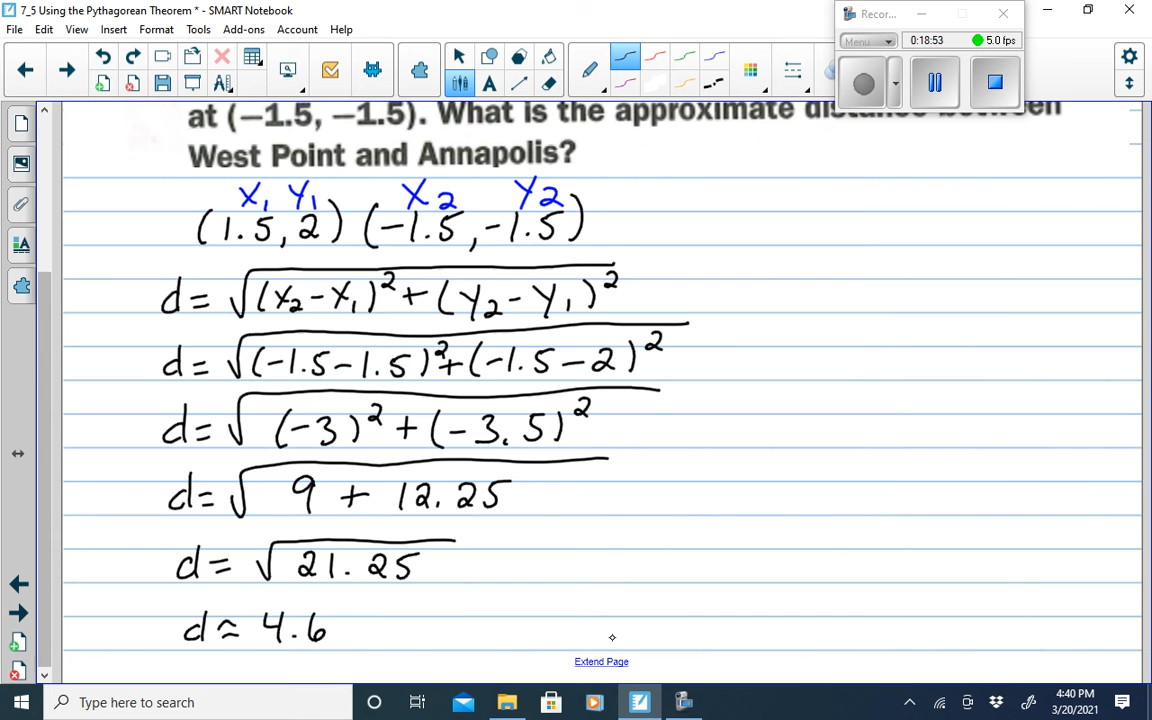 7_5 Using the Pythagorean Theorem * - SMART Notebook
Recor...
File Edit View Insert Format Tools Add-ons Account Help
Menu
0:18:53
5.0 fps
at (−1.5, −1.5). What is the approximate distance between
West Point and Annapolis?
X₁ Y₁ X₂ Y₂
(1.5, 2) (-1.5, -1.5)
d = √(x₂ - x₁)² + (y₂ - y₁)²
d = √(-1.5 - 1.5)² + (-1.5 - 2)²
d = √(-3)² + (-3.5)²
d = √9 + 12.25
d = √21.25
d ≈ 4.6
Extend Page
Type here to search
4:40 PM
3/20/2021